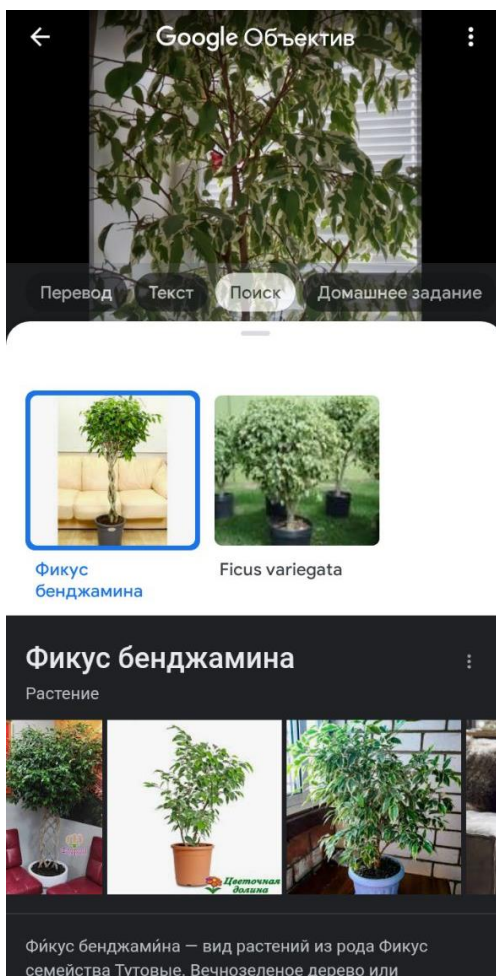 Google Объектив
Перевод
Текст
Поиск
Домашнее задание
Фикус
бенджамина
Ficus variegata
Фикус бенджамина
Растение
Цветочная
долина
Фи́кус бенджами́на — вид растений из рода Фикус
семейства Тутовые. Вечнозеленое дерево или